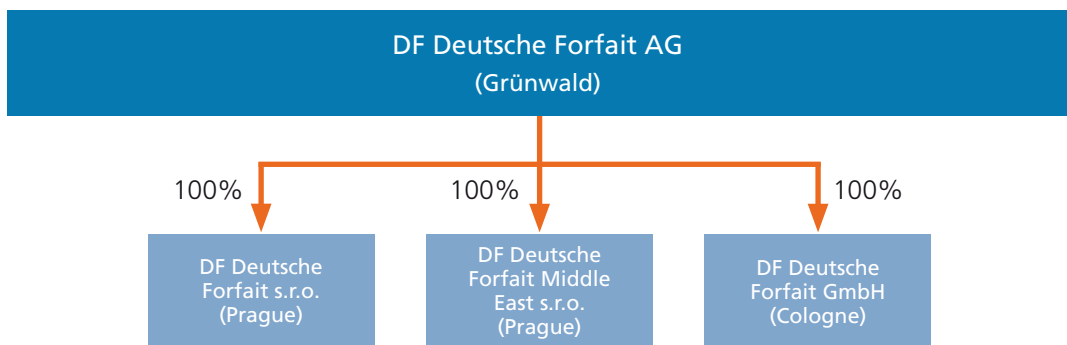 DF Deutsche Forfait AG
(Grünwald)
100%
100%
100%
DF Deutsche
Forfait s.r.o.
(Prague)
DF Deutsche
Forfait Middle
East s.r.o.
(Prague)
DF Deutsche
Forfait GmbH
(Cologne)